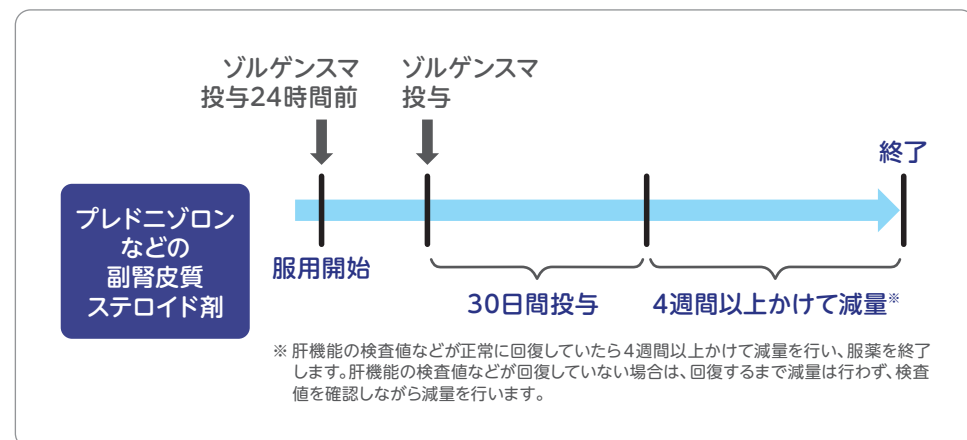 ゾルゲンスマ
投与24時間前
ゾルゲンスマ
投与
終了
プレドニゾロン
などの
副腎皮質
ステロイド剤
服用開始
30日間投与
4週間以上かけて減量※
※ 肝機能の検査値などが正常に回復していたら4週間以上かけて減量を行い、服薬を終了
します。肝機能の検査値などが回復していない場合は、回復するまで減量は行わず、検査
値を確認しながら減量を行います。